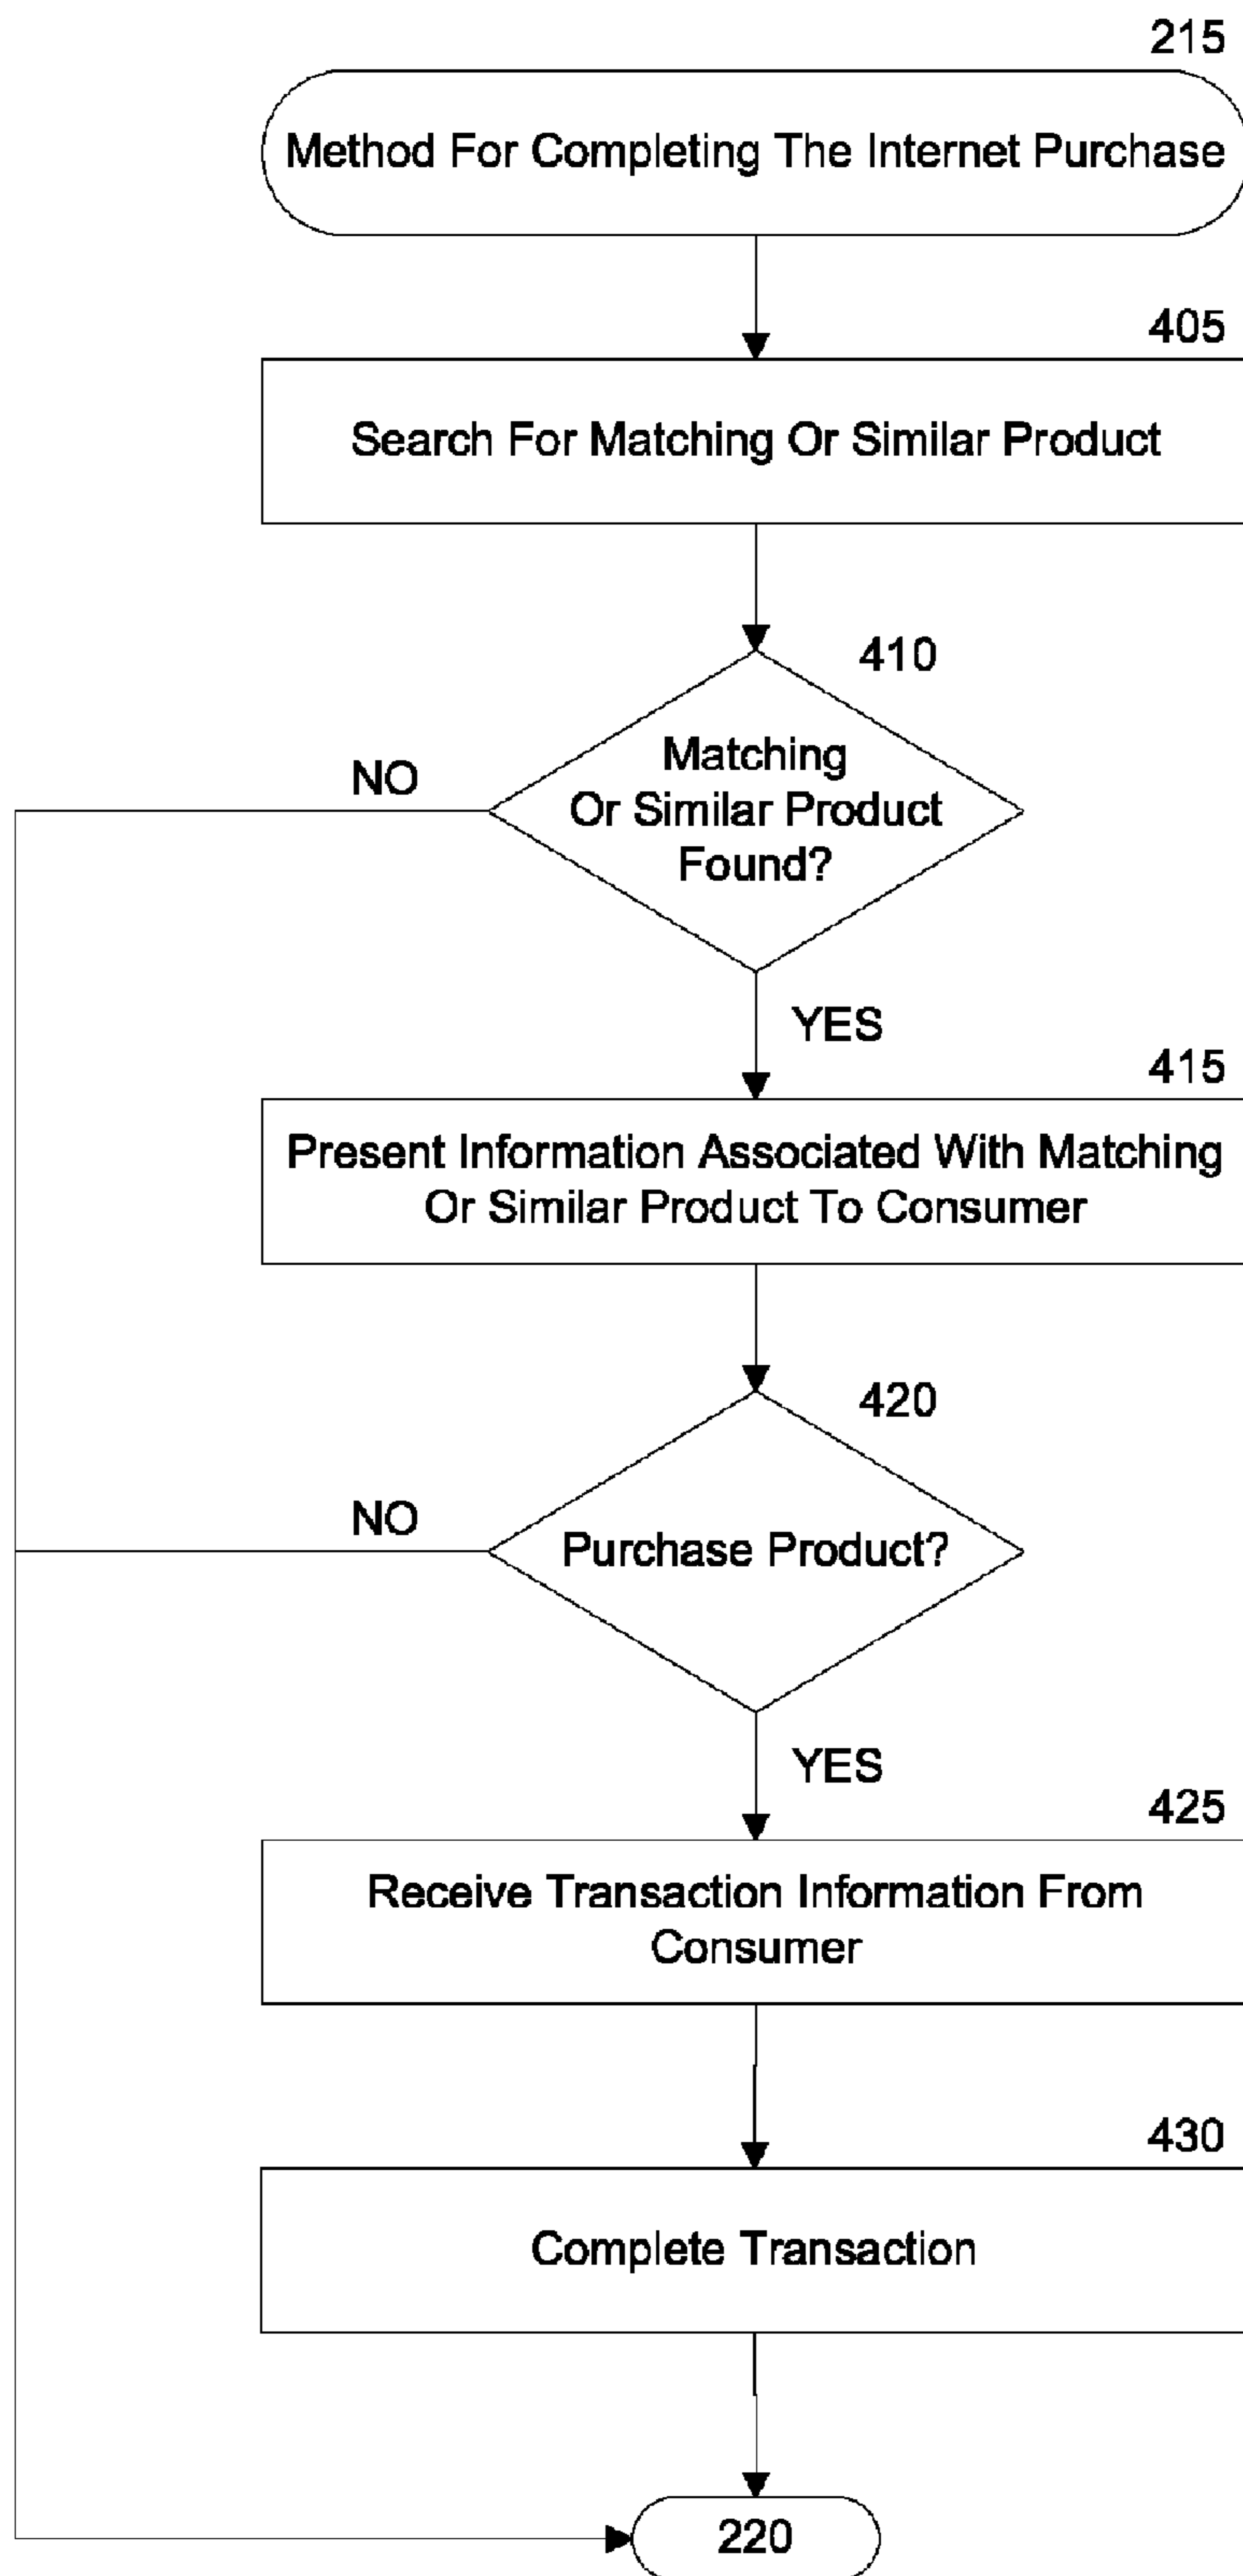 215
Method For Completing The Internet Purchase
405
Search For Matching Or Similar Product
410
Matching
Or Similar Product
Found?
NO
YES
415
Present Information Associated With Matching
Or Similar Product To Consumer
420
Purchase Product?
NO
YES
425
Receive Transaction Information From
Consumer
430
Complete Transaction
220